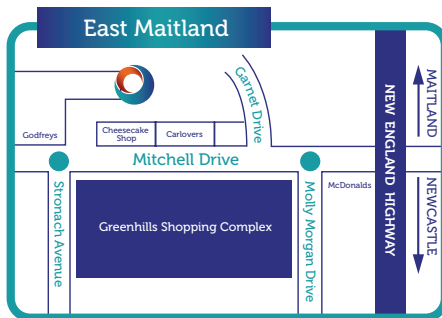 East Maitland
Garnet Drive
MAITLAND
NEW ENGLAND HIGHWAY
Godfreys
Cheesecake
Shop
Carlovers
Mitchell Drive
Stronach Avenue
Greenhills Shopping Complex
Molly Morgan Drive
McDonalds
NEWCASTLE